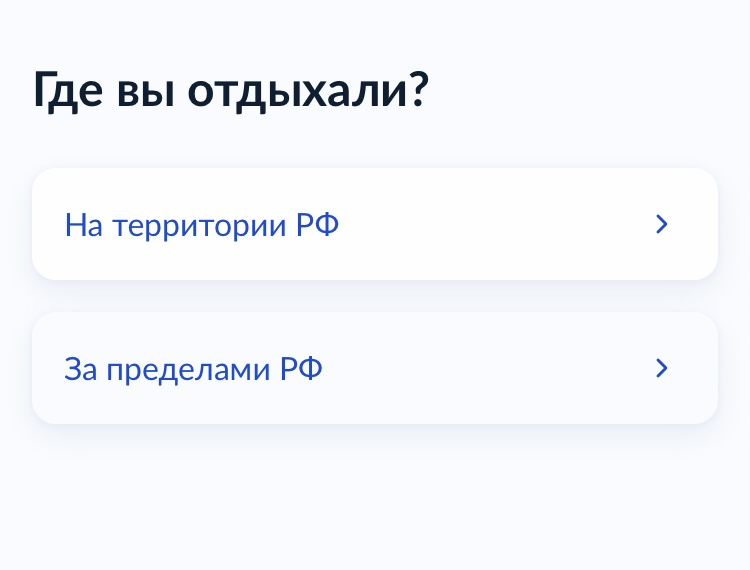 Где вы отдыхали?
На территории РФ
За пределами РФ